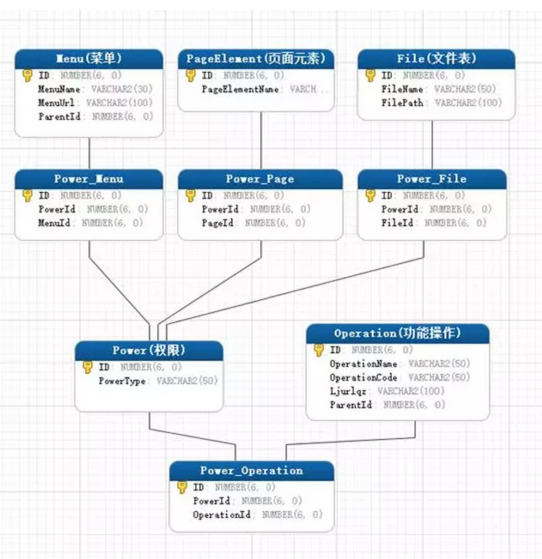 Menu(菜单)
ID: NUMBER(6, 0)
MenuName: VARCHAR2(30)
MenuUrl: VARCHAR2(100)
ParentId: NUMBER(6, 0)
PageElement(页面元素)
ID: NUMBER(6, 0)
PageElementName: VARCH...
File(文件表)
ID: NUMBER(6, 0)
FileName: VARCHAR2(50)
FilePath: VARCHAR2(100)
Power_Menu
ID: NUMBER(6, 0)
PowerId: NUMBER(6, 0)
MenuId: NUMBER(6, 0)
Power_Page
ID: NUMBER(6, 0)
PowerId: NUMBER(6, 0)
PageId: NUMBER(6, 0)
Power_File
ID: NUMBER(6, 0)
PowerId: NUMBER(6, 0)
FileId: NUMBER(6, 0)
Power(权限)
ID: NUMBER(6, 0)
PowerType: VARCHAR2(50)
Operation(功能操作)
ID: NUMBER(6, 0)
OperationName: VARCHAR2(50)
OperationCode: VARCHAR2(50)
Ljurlqz: VARCHAR2(100)
ParentId: NUMBER(6, 0)
Power_Operation
ID: NUMBER(6, 0)
PowerId: NUMBER(6, 0)
OperationId: NUMBER(6, 0)